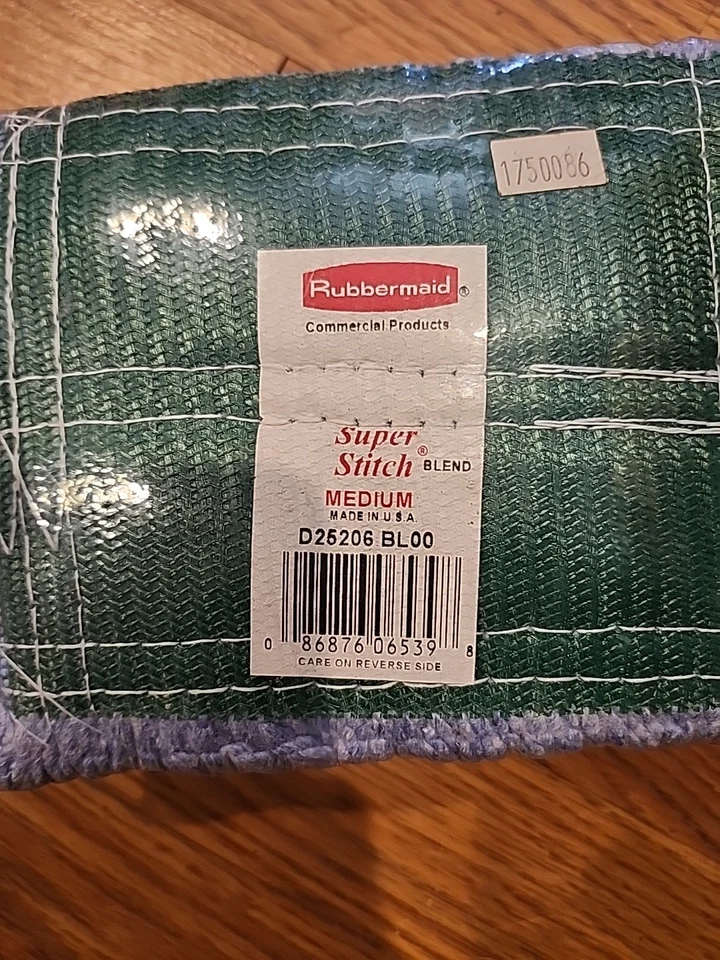 1750086
Rubbermaid®
Commercial Products
Super
Stitch® BLEND
MEDIUM
MADE IN U.S.A.
D25206 BL00
0 86876 06539 8
CARE ON REVERSE SIDE